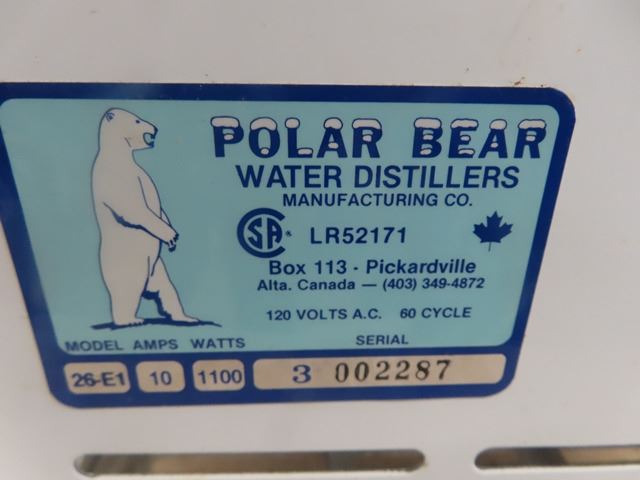 POLAR BEAR
WATER DISTILLERS
MANUFACTURING CO.
CSA® LR52171
Box 113 - Pickardville
Alta. Canada — (403) 349-4872
120 VOLTS A.C. 60 CYCLE
MODEL AMPS WATTS SERIAL
26-E1 10 1100 3 002287